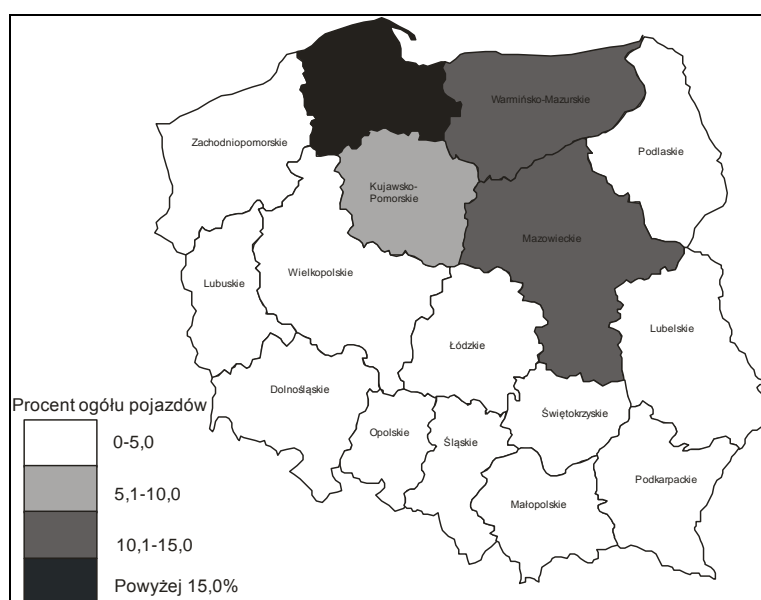 Warmińsko-Mazurskie
Zachodniopomorskie
Podlaskie
Kujawsko-
Pomorskie
Mazowieckie
Wielkopolskie
Lubuskie
Lubelskie
Łódzkie
Dolnośląskie
Procent ogółu pojazdów
Świętokrzyskie
Opolskie
Śląskie
0-5,0
Podkarpackie
5,1-10,0
Małopolskie
10,1-15,0
Powyżej 15,0%